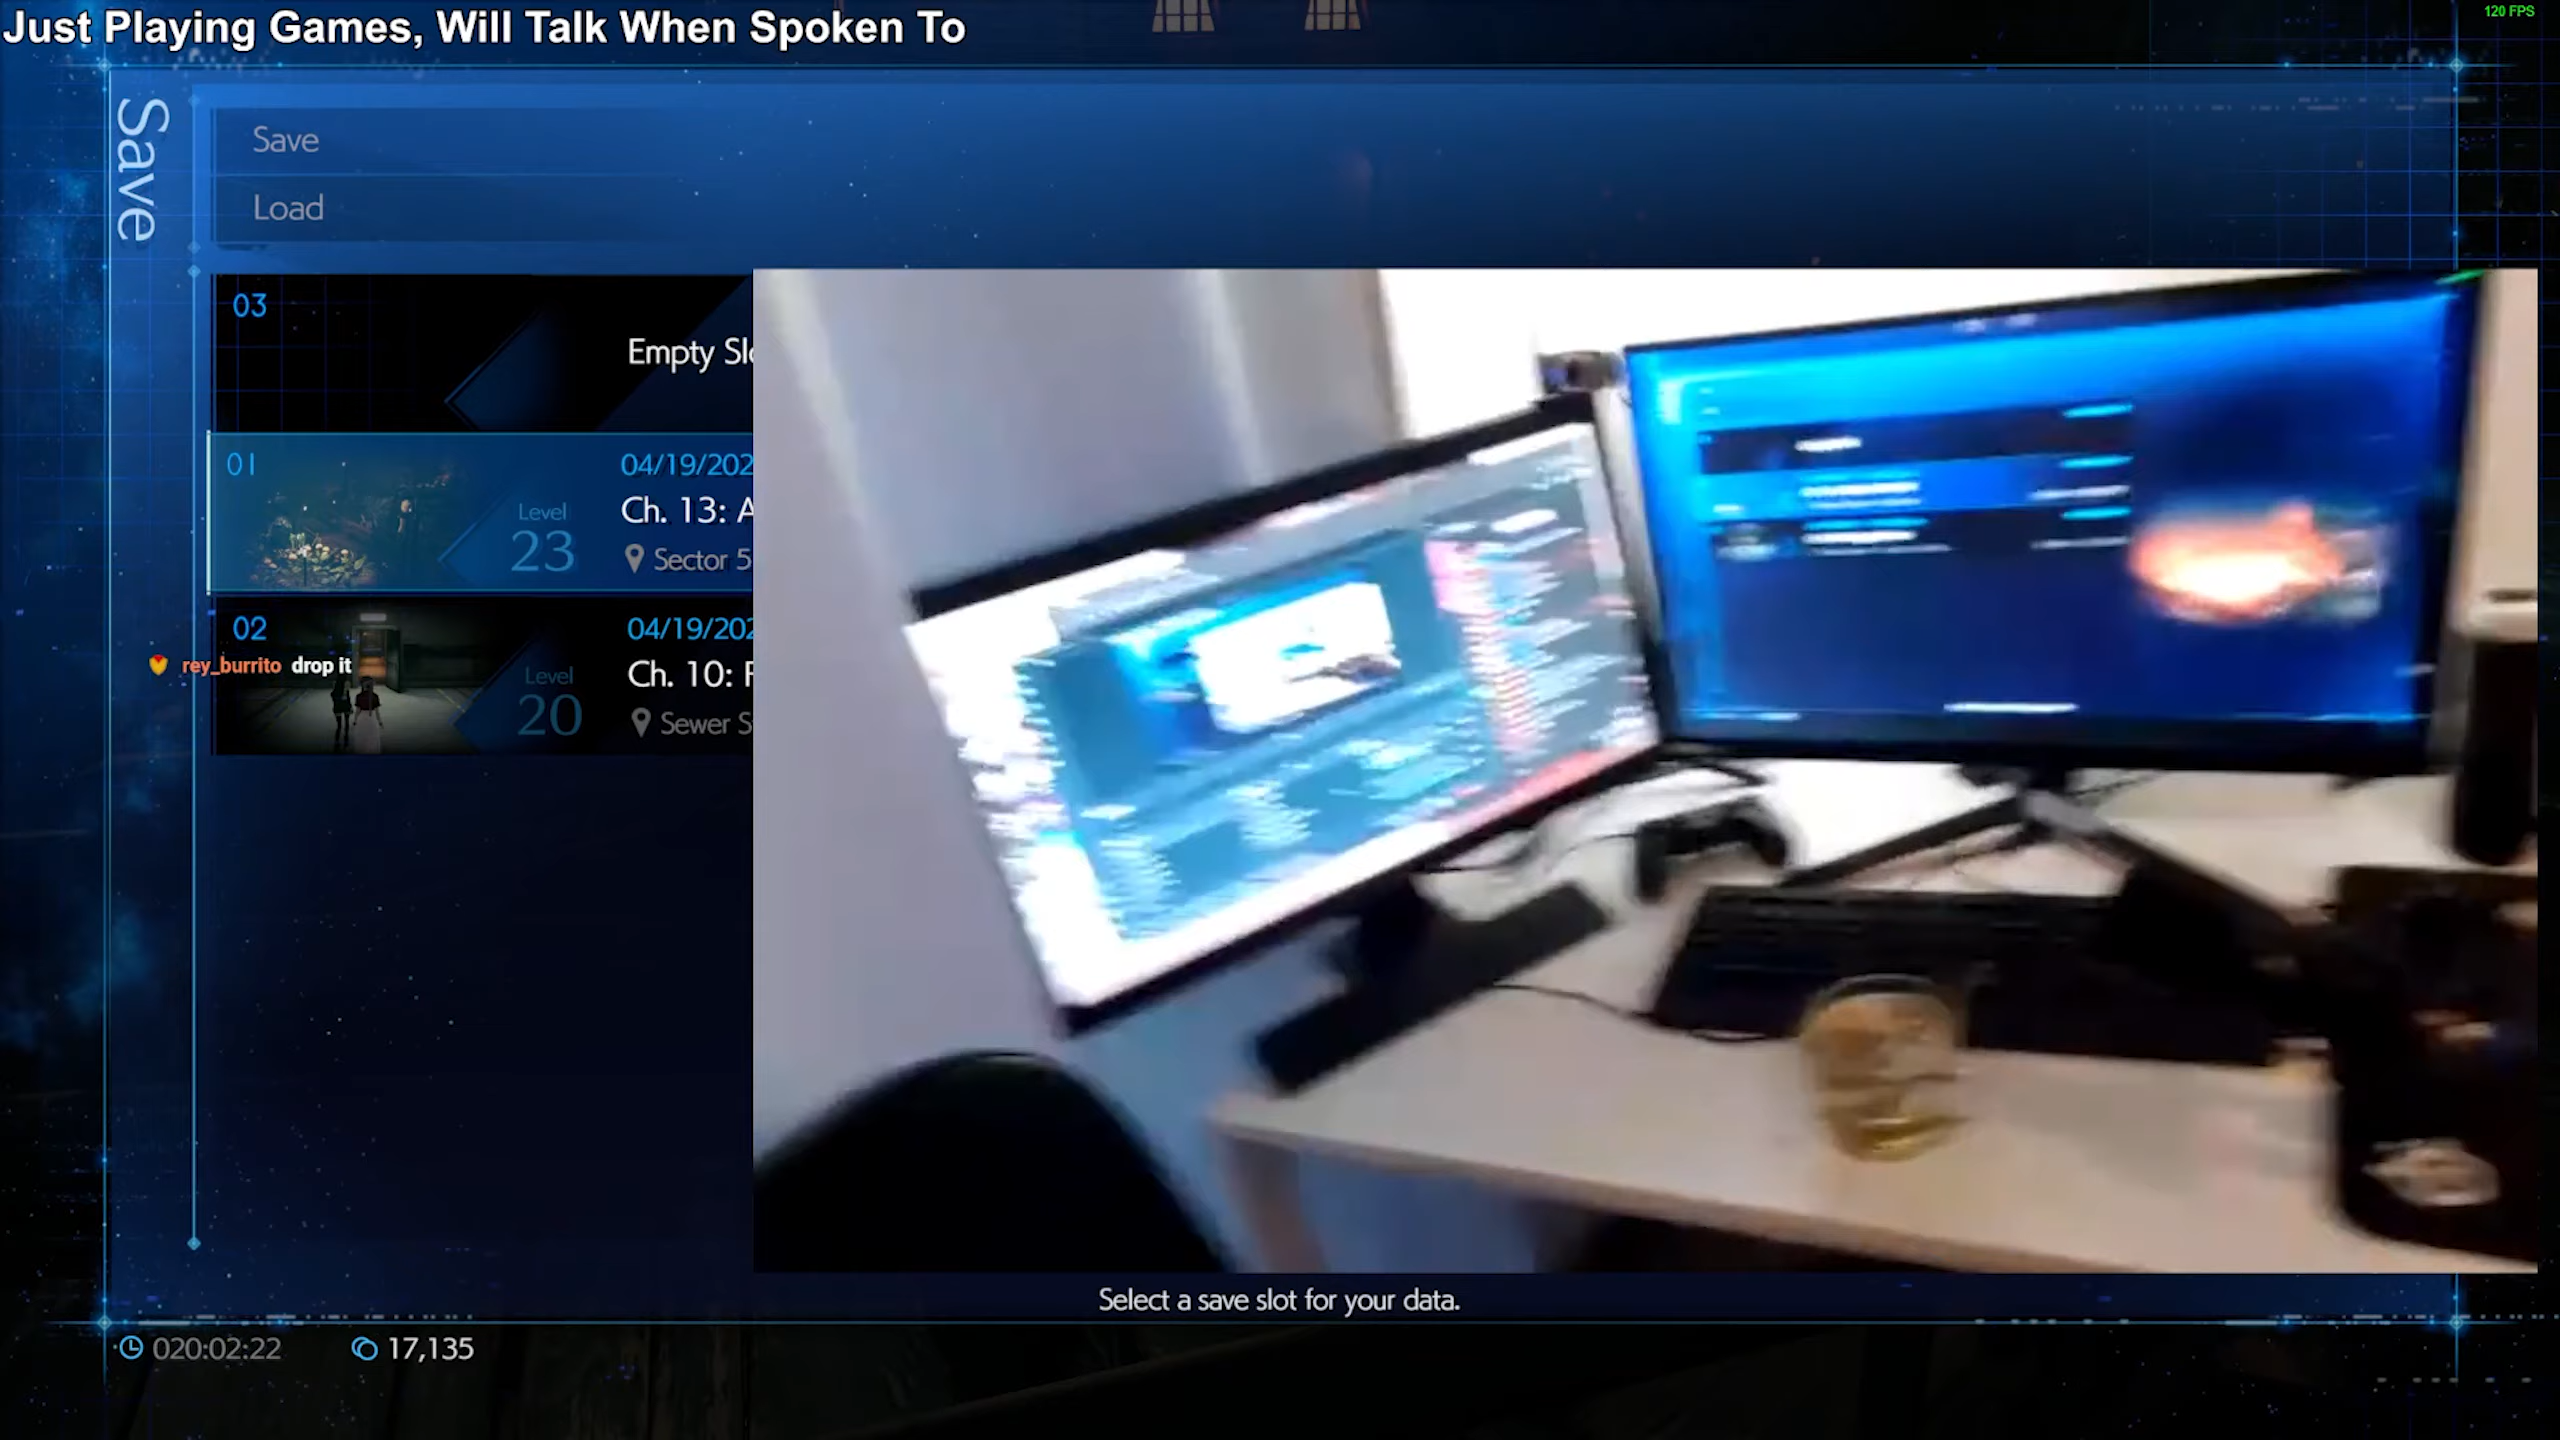 Just Playing Games, Will Talk When Spoken To
120 FPS
Save
Save
Load
03
Empty
01
04/19/202
Level
23
Ch. 13: A
Sector 5
02
04/19/202
rey_burrito drop it
Level
20
Ch. 10:
Sewer S
Select a save slot for your data.
020:02:22
17,135